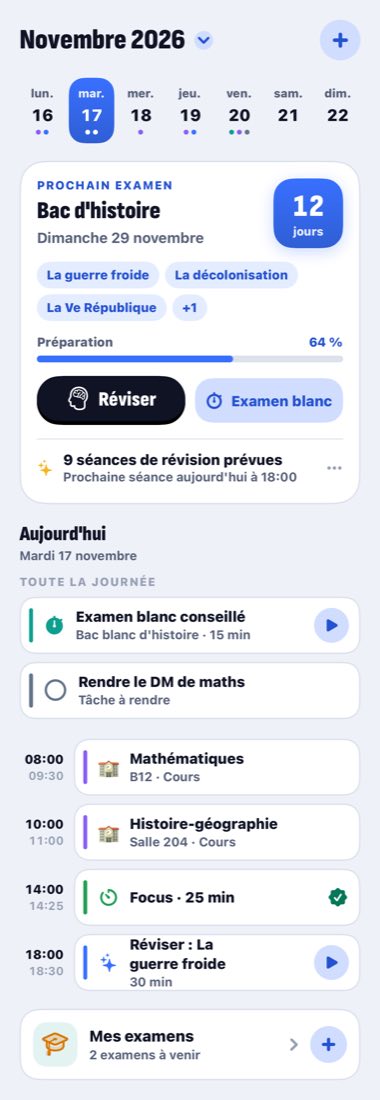 Novembre 2026
lun. mar. mer. jeu. ven. sam. dim.
16 17 18 19 20 21 22
PROCHAIN EXAMEN
Bac d'histoire
Dimanche 29 novembre
12
jours
La guerre froide
La décolonisation
La Ve République
+1
Préparation
64 %
Réviser
Examen blanc
9 séances de révision prévues
Prochaine séance aujourd'hui à 18:00
Aujourd'hui
Mardi 17 novembre
TOUTE LA JOURNÉE
Examen blanc conseillé
Bac blanc d'histoire · 15 min
Rendre le DM de maths
Tâche à rendre
08:00
09:30
Mathématiques
B12 · Cours
10:00
11:00
Histoire-géographie
Salle 204 · Cours
14:00
14:25
Focus · 25 min
18:00
18:30
Réviser : La
guerre froide
30 min
Mes examens
2 examens à venir